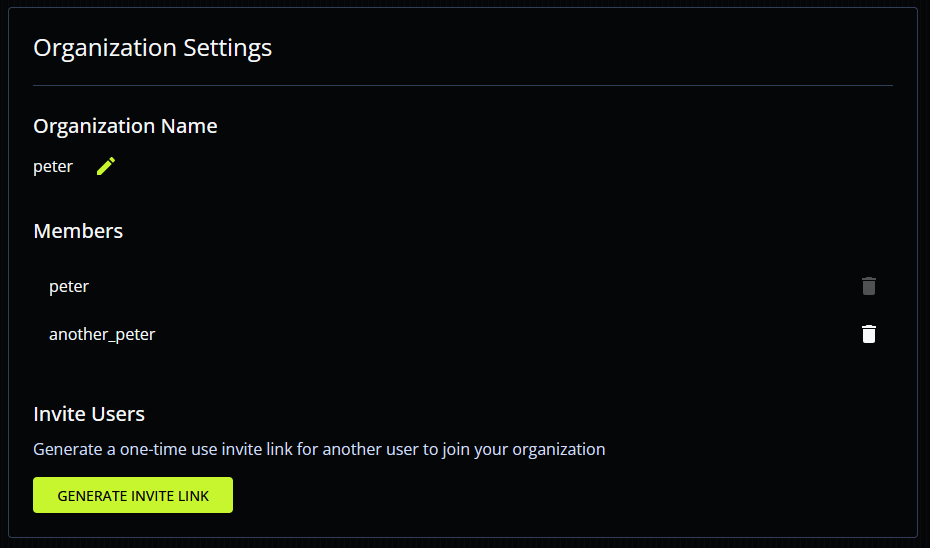 Organization Settings
Organization Name
peter
Members
peter
another_peter
Invite Users
Generate a one-time use invite link for another user to join your organization
GENERATE INVITE LINK